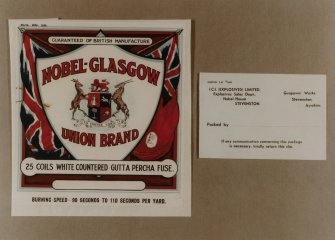 GUARANTEED OF BRITISH MANUFACTURE
NOBEL-GLASGOW
UNION BRAND
25 COILS WHITE COUNTERED GUTTA PERCHA FUSE.
BURNING SPEED 90 SECONDS TO 110 SECONDS PER YARD.
I.C.I. (EXPLOSIVES) LIMITED
Explosives Sales Dept.
Nobel House
STEVENSTON
Gunpowder Works
Stevenston
Ayrshire
Packed by
If any communication concerning this package
is necessary, kindly return this slip.